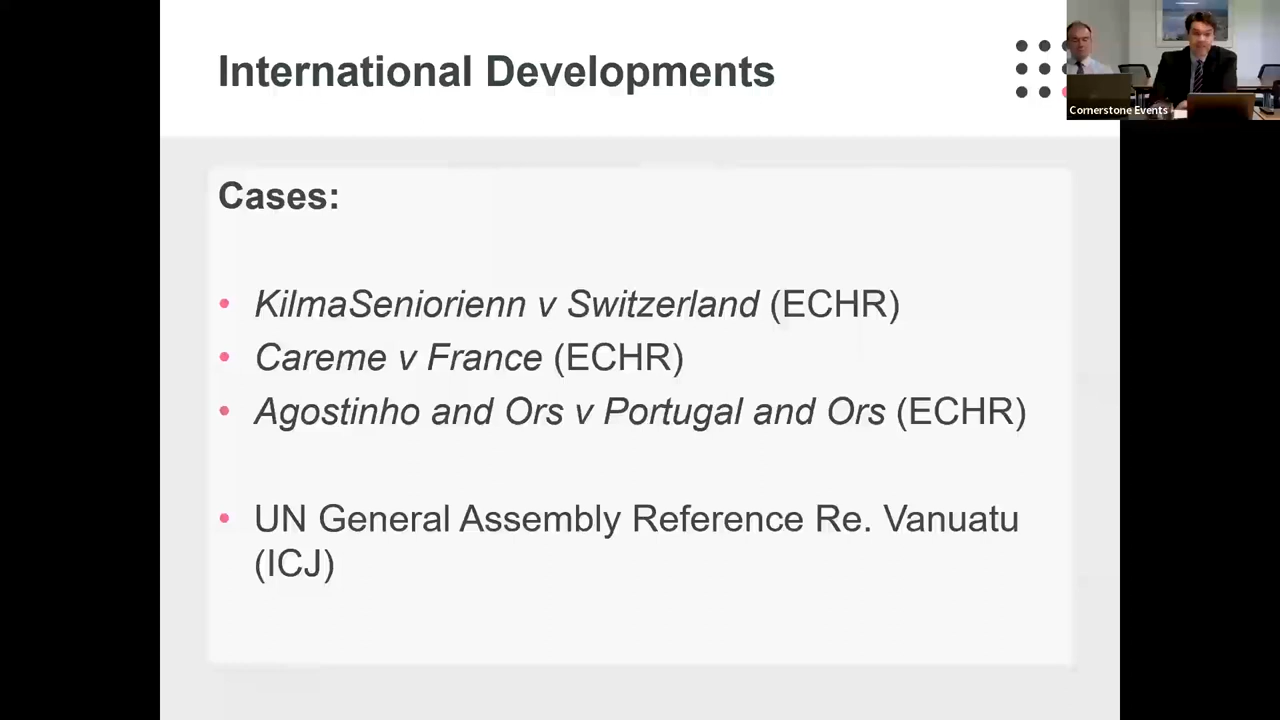 International Developments
Cornerstone Events
Cases:
• KilmaSeniorienn v Switzerland (ECHR)
• Careme v France (ECHR)
• Agostinho and Ors v Portugal and Ors (ECHR)
• UN General Assembly Reference Re. Vanuatu
(ICJ)